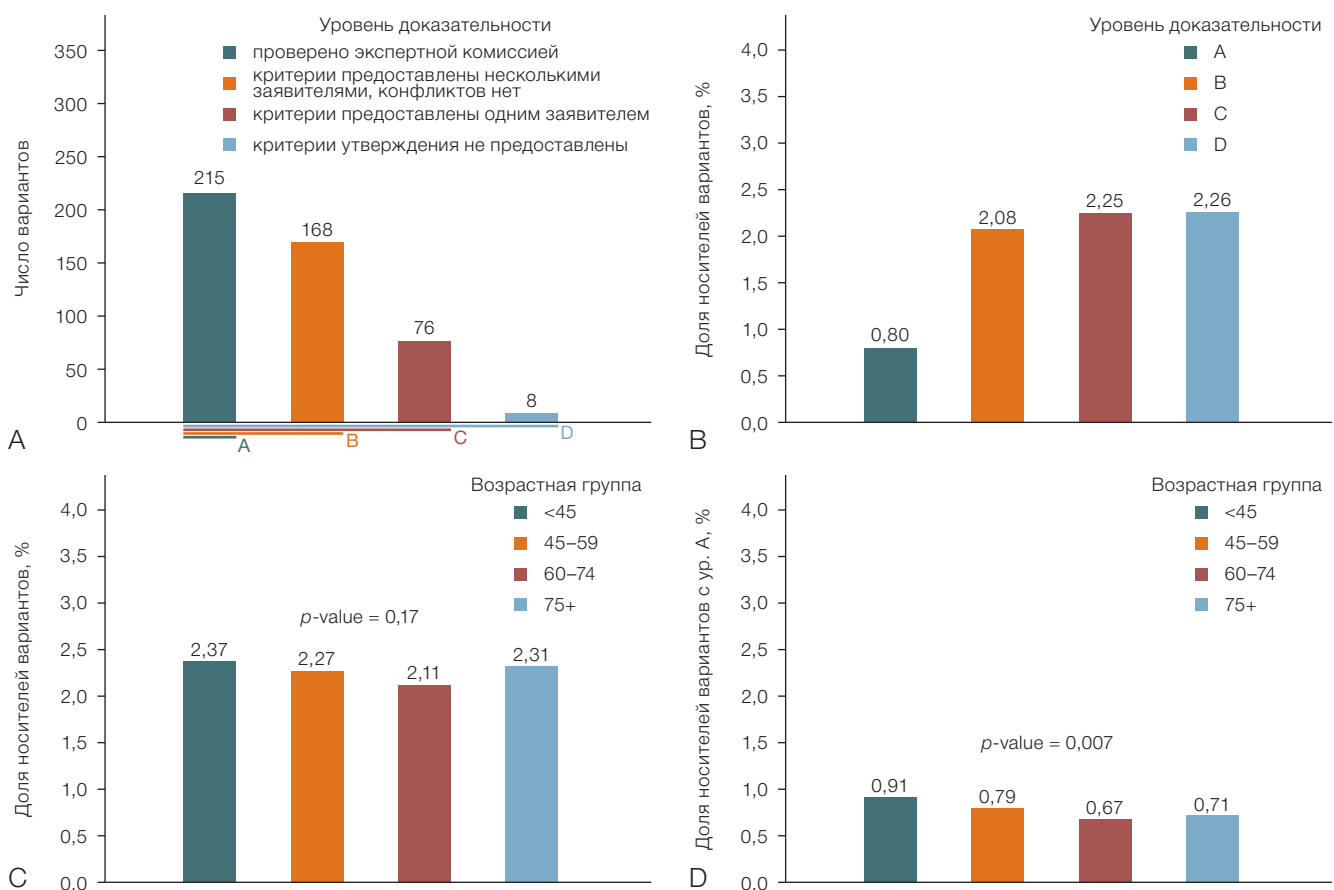 Уровень доказательности
проверено экспертной комиссией
критерии предоставлены несколькими
заявителями, конфликтов нет
критерии предоставлены одним заявителем
критерии утверждения не предоставлены
Число вариантов
350
300
250
200
150
100
50
0
215
168
76
8
A
B
C
D
A
Уровень доказательности
A
B
C
D
Доля носителей вариантов, %
4,0
3,5
3,0
2,5
2,0
1,5
1,0
0,5
0,0
0,80
2,08
2,25
2,26
B
Возрастная группа
<45
45–59
60–74
75+
Доля носителей вариантов, %
4,0
3,5
3,0
2,5
2,0
1,5
1,0
0,5
0,0
p-value = 0,17
2,37
2,27
2,11
2,31
C
Возрастная группа
<45
45–59
60–74
75+
Доля носителей вариантов с ур. A, %
4,0
3,5
3,0
2,5
2,0
1,5
1,0
0,5
0,0
p-value = 0,007
0,91
0,79
0,67
0,71
D